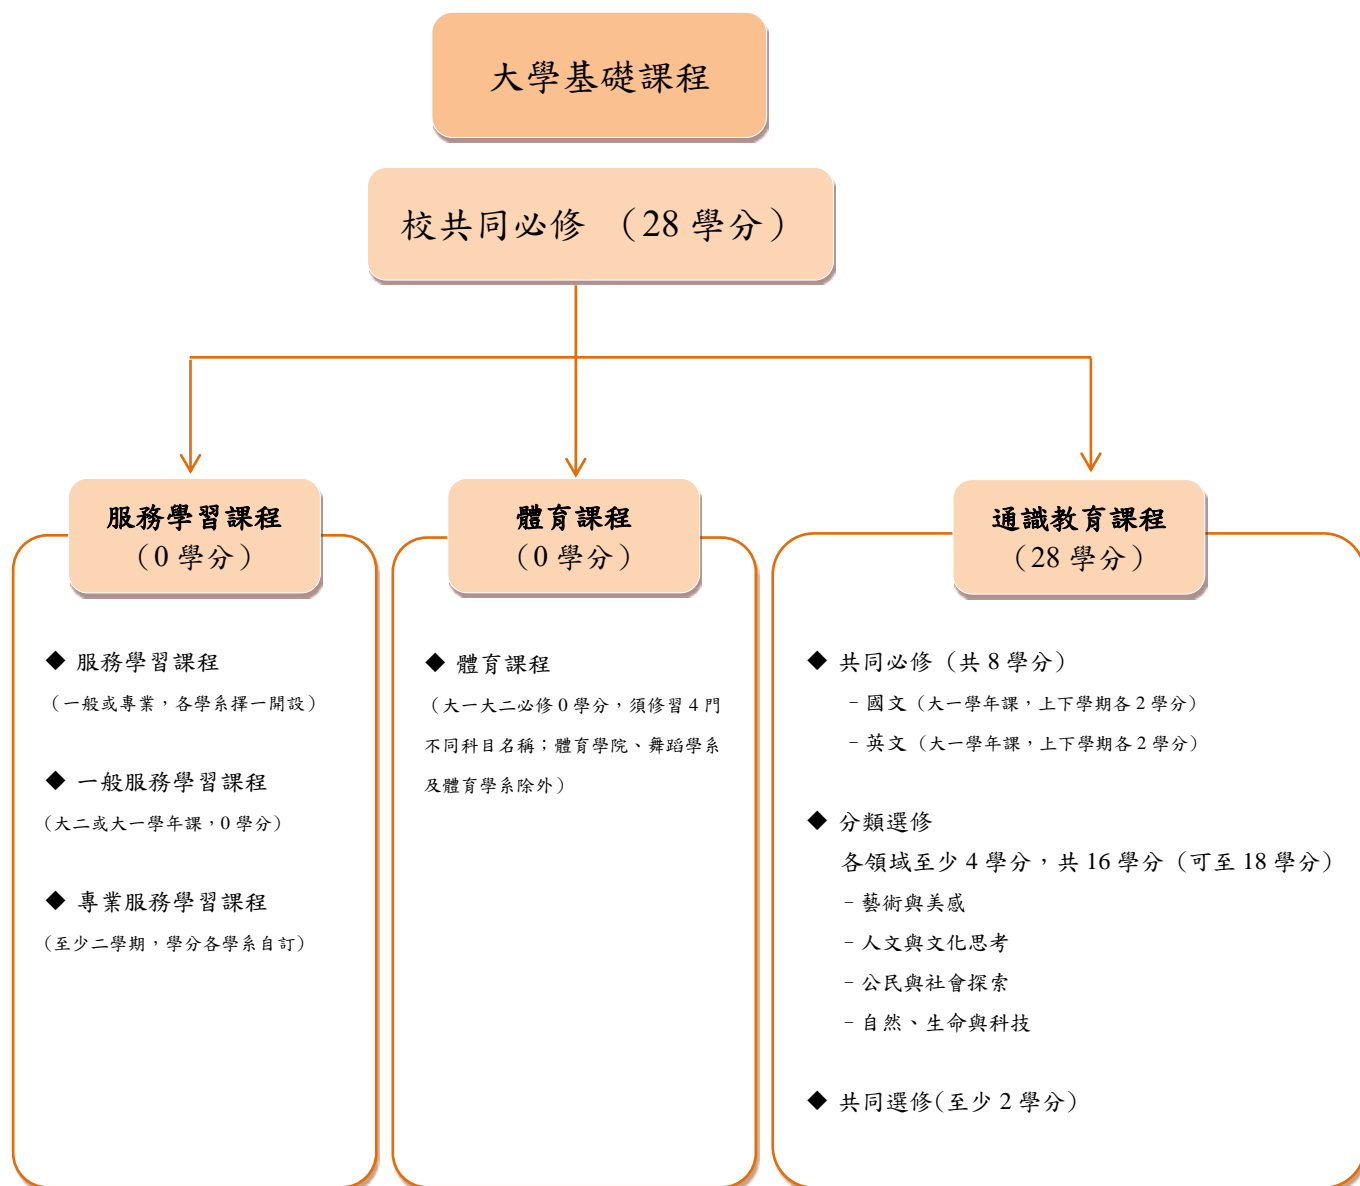 大學基礎課程
校共同必修 （28 學分）
服務學習課程
（0 學分）
◆ 服務學習課程
（一般或專業，各學系擇一開設）
◆ 一般服務學習課程
(大二或大一學年課，0 學分)
◆ 專業服務學習課程
(至少二學期，學分各學系自訂)
體育課程
（0 學分）
◆ 體育課程
（大一大二必修 0 學分，須修習 4 門
不同科目名稱；體育學院、舞蹈學系
及體育學系除外）
通識教育課程
（28 學分）
◆ 共同必修（共 8 學分）
－國文（大一學年課，上下學期各 2 學分）
－英文（大一學年課，上下學期各 2 學分）
◆ 分類選修
各領域至少 4 學分，共 16 學分（可至 18 學分）
－藝術與美感
－人文與文化思考
－公民與社會探索
－自然、生命與科技
◆ 共同選修(至少 2 學分)